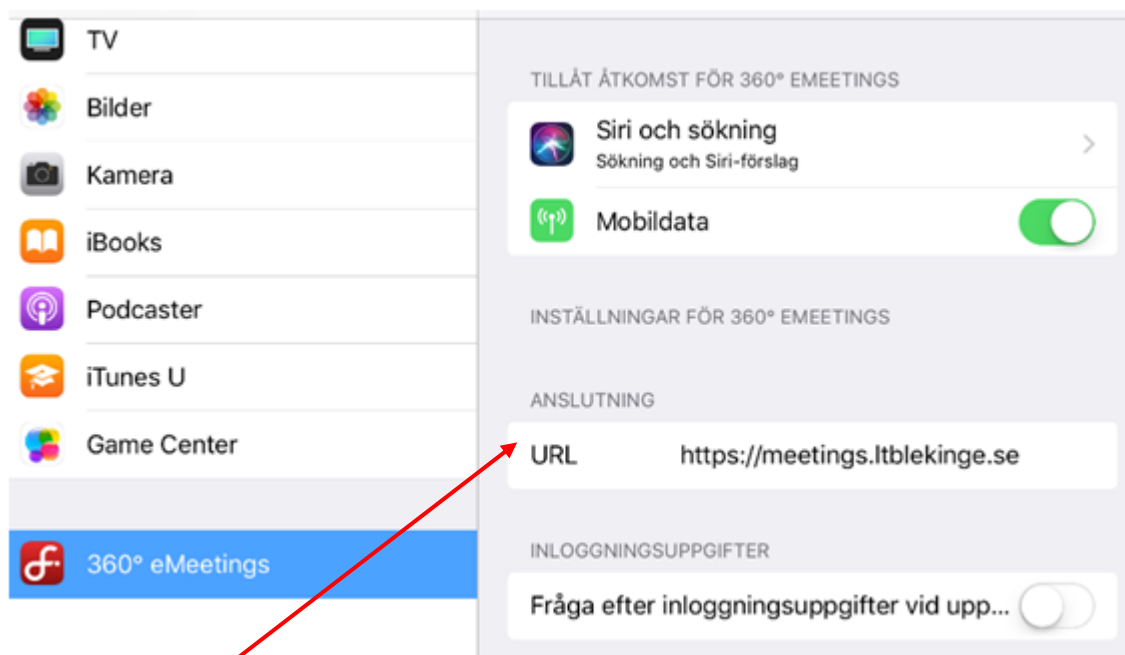 TV
Bilder
Kamera
iBooks
Podcaster
iTunes U
Game Center
360° eMeetings
TILLÅT ÅTKOMST FÖR 360° EMEETINGS
Siri och sökning
Sökning och Siri-förslag
Mobildata
INSTÄLLNINGAR FÖR 360° EMEETINGS
ANSLUTNING
URL https://meetings.ltblekinge.se
INLOGGNINGSUPPGIFTER
Fråga efter inloggningsuppgifter vid upp...